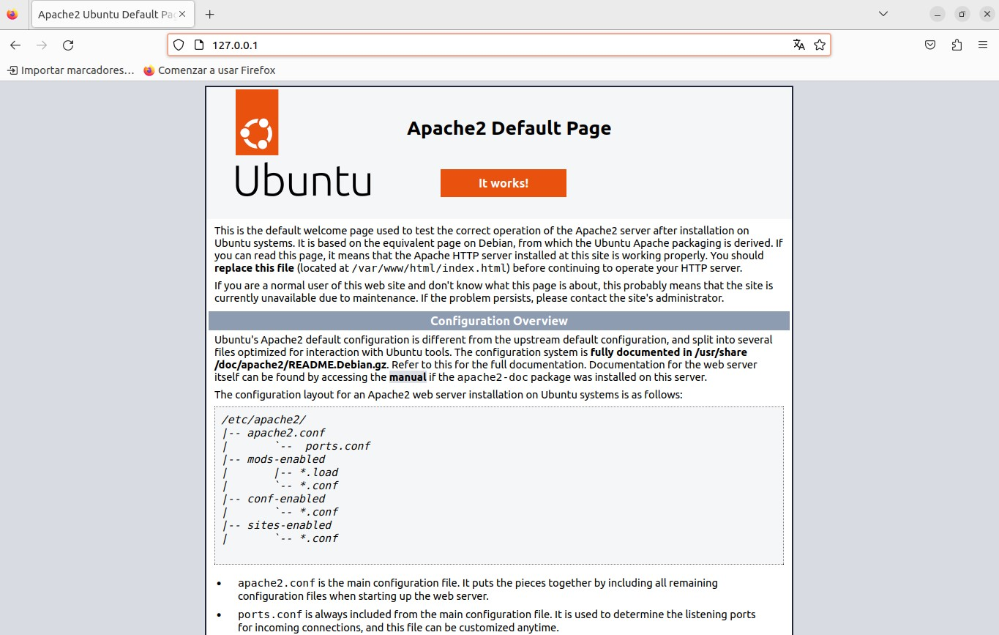 Apache2 Ubuntu Default Pa
127.0.0.1
Importar marcadores... Comenzar a usar Firefox
Apache2 Default Page
Ubuntu
It works!
This is the default welcome page used to test the correct operation of the Apache2 server after installation on
Ubuntu systems. It is based on the equivalent page on Debian, from which the Ubuntu Apache packaging is derived. If
you can read this page, it means that the Apache HTTP server installed at this site is working properly. You should
replace this file (located at /var/www/html/index.html) before continuing to operate your HTTP server.
If you are a normal user of this web site and don't know what this page is about, this probably means that the site is
currently unavailable due to maintenance. If the problem persists, please contact the site's administrator.
Configuration Overview
Ubuntu's Apache2 default configuration is different from the upstream default configuration, and split into several
files optimized for interaction with Ubuntu tools. The configuration system is fully documented in /usr/share
/doc/apache2/README.Debian.gz. Refer to this for the full documentation. Documentation for the web server
itself can be found by accessing the manual if the apache2-doc package was installed on this server.
The configuration layout for an Apache2 web server installation on Ubuntu systems is as follows:
/etc/apache2/
|-- apache2.conf
|       `--  ports.conf
|-- mods-enabled
|       |-- *.load
|       `-- *.conf
|-- conf-enabled
|       `-- *.conf
|-- sites-enabled
|       `-- *.conf
• apache2.conf is the main configuration file. It puts the pieces together by including all remaining
configuration files when starting up the web server.
• ports.conf is always included from the main configuration file. It is used to determine the listening ports
for incoming connections, and this file can be customized anytime.